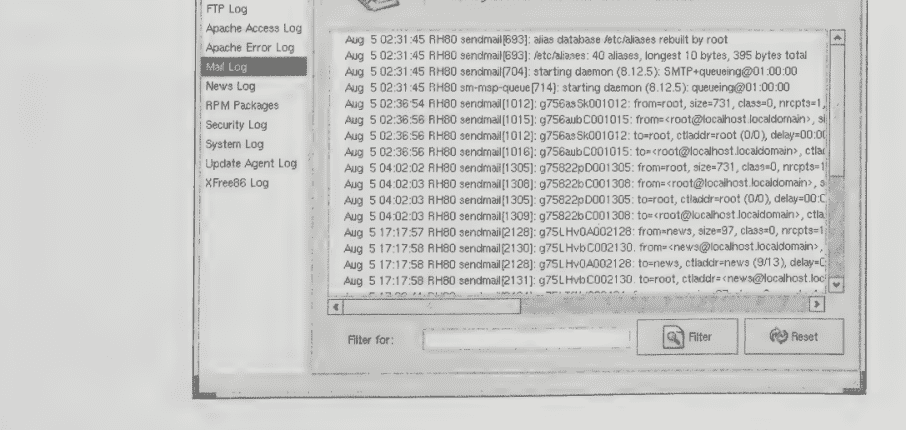 FTP Log
Apache Access Log
Apache Error Log
Mail Log
News Log
RPM Packages
Security Log
System Log
Update Agent Log
XFree86 Log
Aug 5 02:31:45 RH80 sendmail[693]: alias database /etc/aliases rebuilt by root
Aug 5 02:31:45 RH80 sendmail[693]: /etc/aliases: 40 aliases, longest 10 bytes, 395 bytes total
Aug 5 02:31:45 RH80 sendmail[704]: starting daemon (8.12.5): SMTP+queueing@01:00:00
Aug 5 02:31:45 RH80 sm-msp-queue[714]: starting daemon (8.12.5): queueing@01:00:00
Aug 5 02:36:54 RH80 sendmail[1012]: g756asSk001012: from=root, size=731, class=0, nrcpts=1,
Aug 5 02:36:56 RH80 sendmail[1015]: g756aubC001015: from=<root@localhost.localdomain>, si
Aug 5 02:36:56 RH80 sendmail[1012]: g756asSk001012: to=root, ctladdr=root (0/0), delay=00:0
Aug 5 02:36:56 RH80 sendmail[1016]: g756aubC001015: to=<root@localhost.localdomain>, ctla
Aug 5 04:02:02 RH80 sendmail[1305]: g75822pD001305: from=root, size=731, class=0, nrcpts=1
Aug 5 04:02:03 RH80 sendmail[1308]: g75822bC001308: from=<root@localhost.localdomain>, s
Aug 5 04:02:03 RH80 sendmail[1305]: g75822pD001305: to=root, ctladdr=root (0/0), delay=00:0
Aug 5 04:02:03 RH80 sendmail[1309]: g75822bC001308: to=<root@localhost.localdomain>, ctla
Aug 5 17:17:57 RH80 sendmail[2128]: g75LHv0A002128: from=news, size=97, class=0, nrcpts=1
Aug 5 17:17:58 RH80 sendmail[2130]: g75LHvbC002130: from=<news@localhost.localdomain>,
Aug 5 17:17:58 RH80 sendmail[2128]: g75LHv0A002128: to=news, ctladdr=news (9/13), delay=0
Aug 5 17:17:58 RH80 sendmail[2131]: g75LHvbC002130: to=root, ctladdr=<news@localhost.loc
Filter for:
Filter
Reset